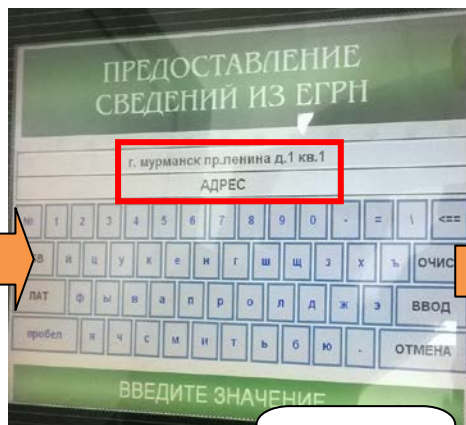 ПРЕДОСТАВЛЕНИЕ
СВЕДЕНИЙ ИЗ ЕГРН
г. мурманск пр.ленина д.1 кв.1
АДРЕС
№ 1 2 3 4 5 6 7 8 9 0 - = \ <==
й ц у к е н г ш щ з х ъ ОЧИС
ЛАТ ф ы в а п р о л д ж э ВВОД
пробел я ч с м и т ь б ю . ОТМЕНА
ВВЕДИТЕ ЗНАЧЕНИЕ